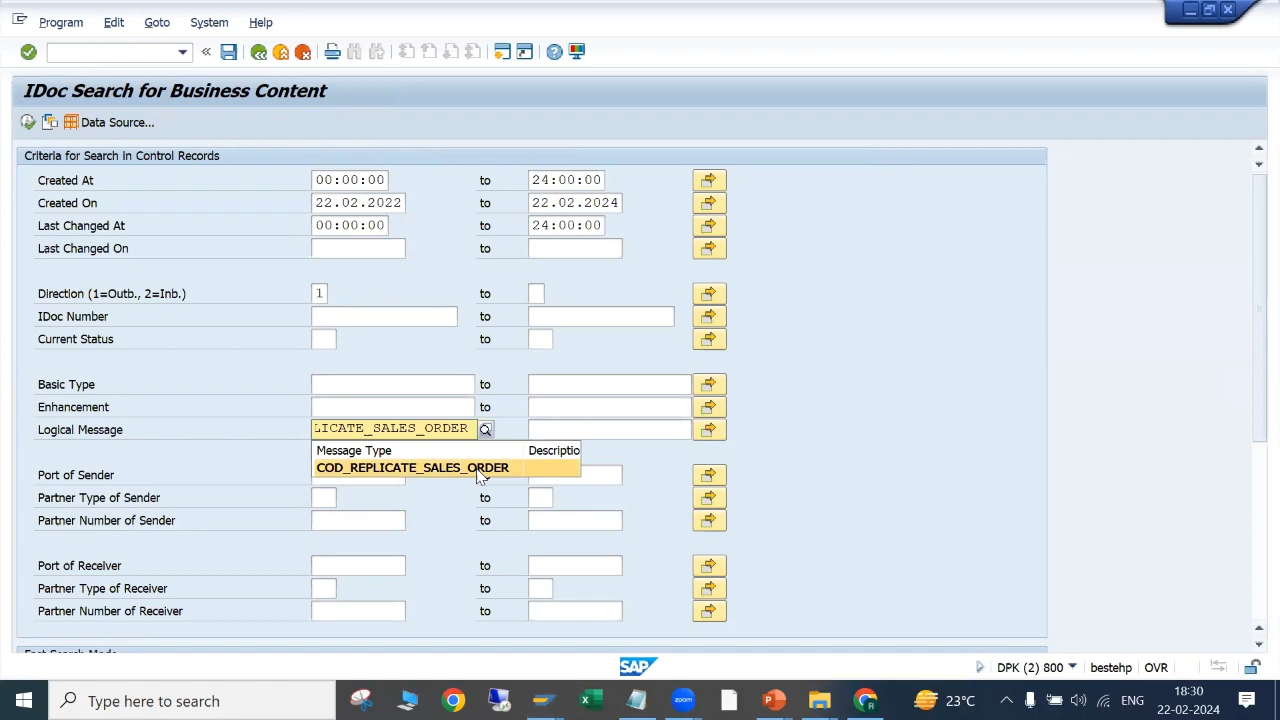 Program Edit Goto System Help
IDoc Search for Business Content
Data Source...
Criteria for Search in Control Records
Created At 00:00:00 to 24:00:00
Created On 22.02.2022 to 22.02.2024
Last Changed At 00:00:00 to 24:00:00
Last Changed On to
Direction (1=Outb., 2=Inb.) 1 to
IDoc Number to
Current Status to
Basic Type to
Enhancement to
Logical Message LICATE_SALES_ORDER
Message Type Descriptio
COD_REPLICATE_SALES_ORDER
Port of Sender
Partner Type of Sender to
Partner Number of Sender to
Port of Receiver to
Partner Type of Receiver to
Partner Number of Receiver to
SAP DPK (2) 800 bestehp OVR
Type here to search zoom 23°C ENG 18:30
22-02-2024